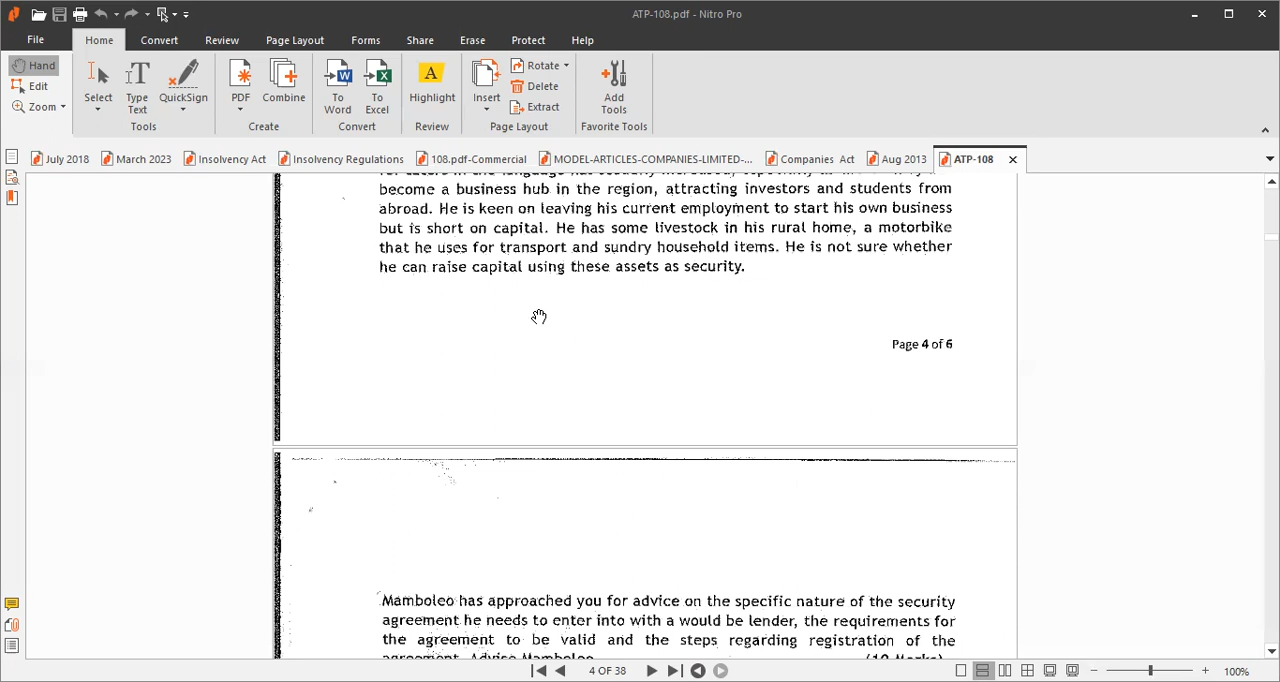 ATP-108.pdf - Nitro Pro
File
Home
Convert
Review
Page Layout
Forms
Share
Erase
Protect
Help
Hand
Edit
Zoom
Select
Type Text
QuickSign
Tools
PDF
Combine
Create
To Word
To Excel
Convert
Highlight
Review
Insert
Rotate
Delete
Extract
Page Layout
Add Tools
Favorite Tools
July 2018
March 2023
Insolvency Act
Insolvency Regulations
108.pdf-Commercial
MODEL-ARTICLES-COMPANIES-LIMITED-...
Companies Act
Aug 2013
ATP-108
become a business hub in the region, attracting investors and students from
abroad. He is keen on leaving his current employment to start his own business
but is short on capital. He has some livestock in his rural home, a motorbike
that he uses for transport and sundry household items. He is not sure whether
he can raise capital using these assets as security.
Page 4 of 6
Mamboleo has approached you for advice on the specific nature of the security
agreement he needs to enter into with a would be lender, the requirements for
the agreement to be valid and the steps regarding registration of the
4 OF 38
100%